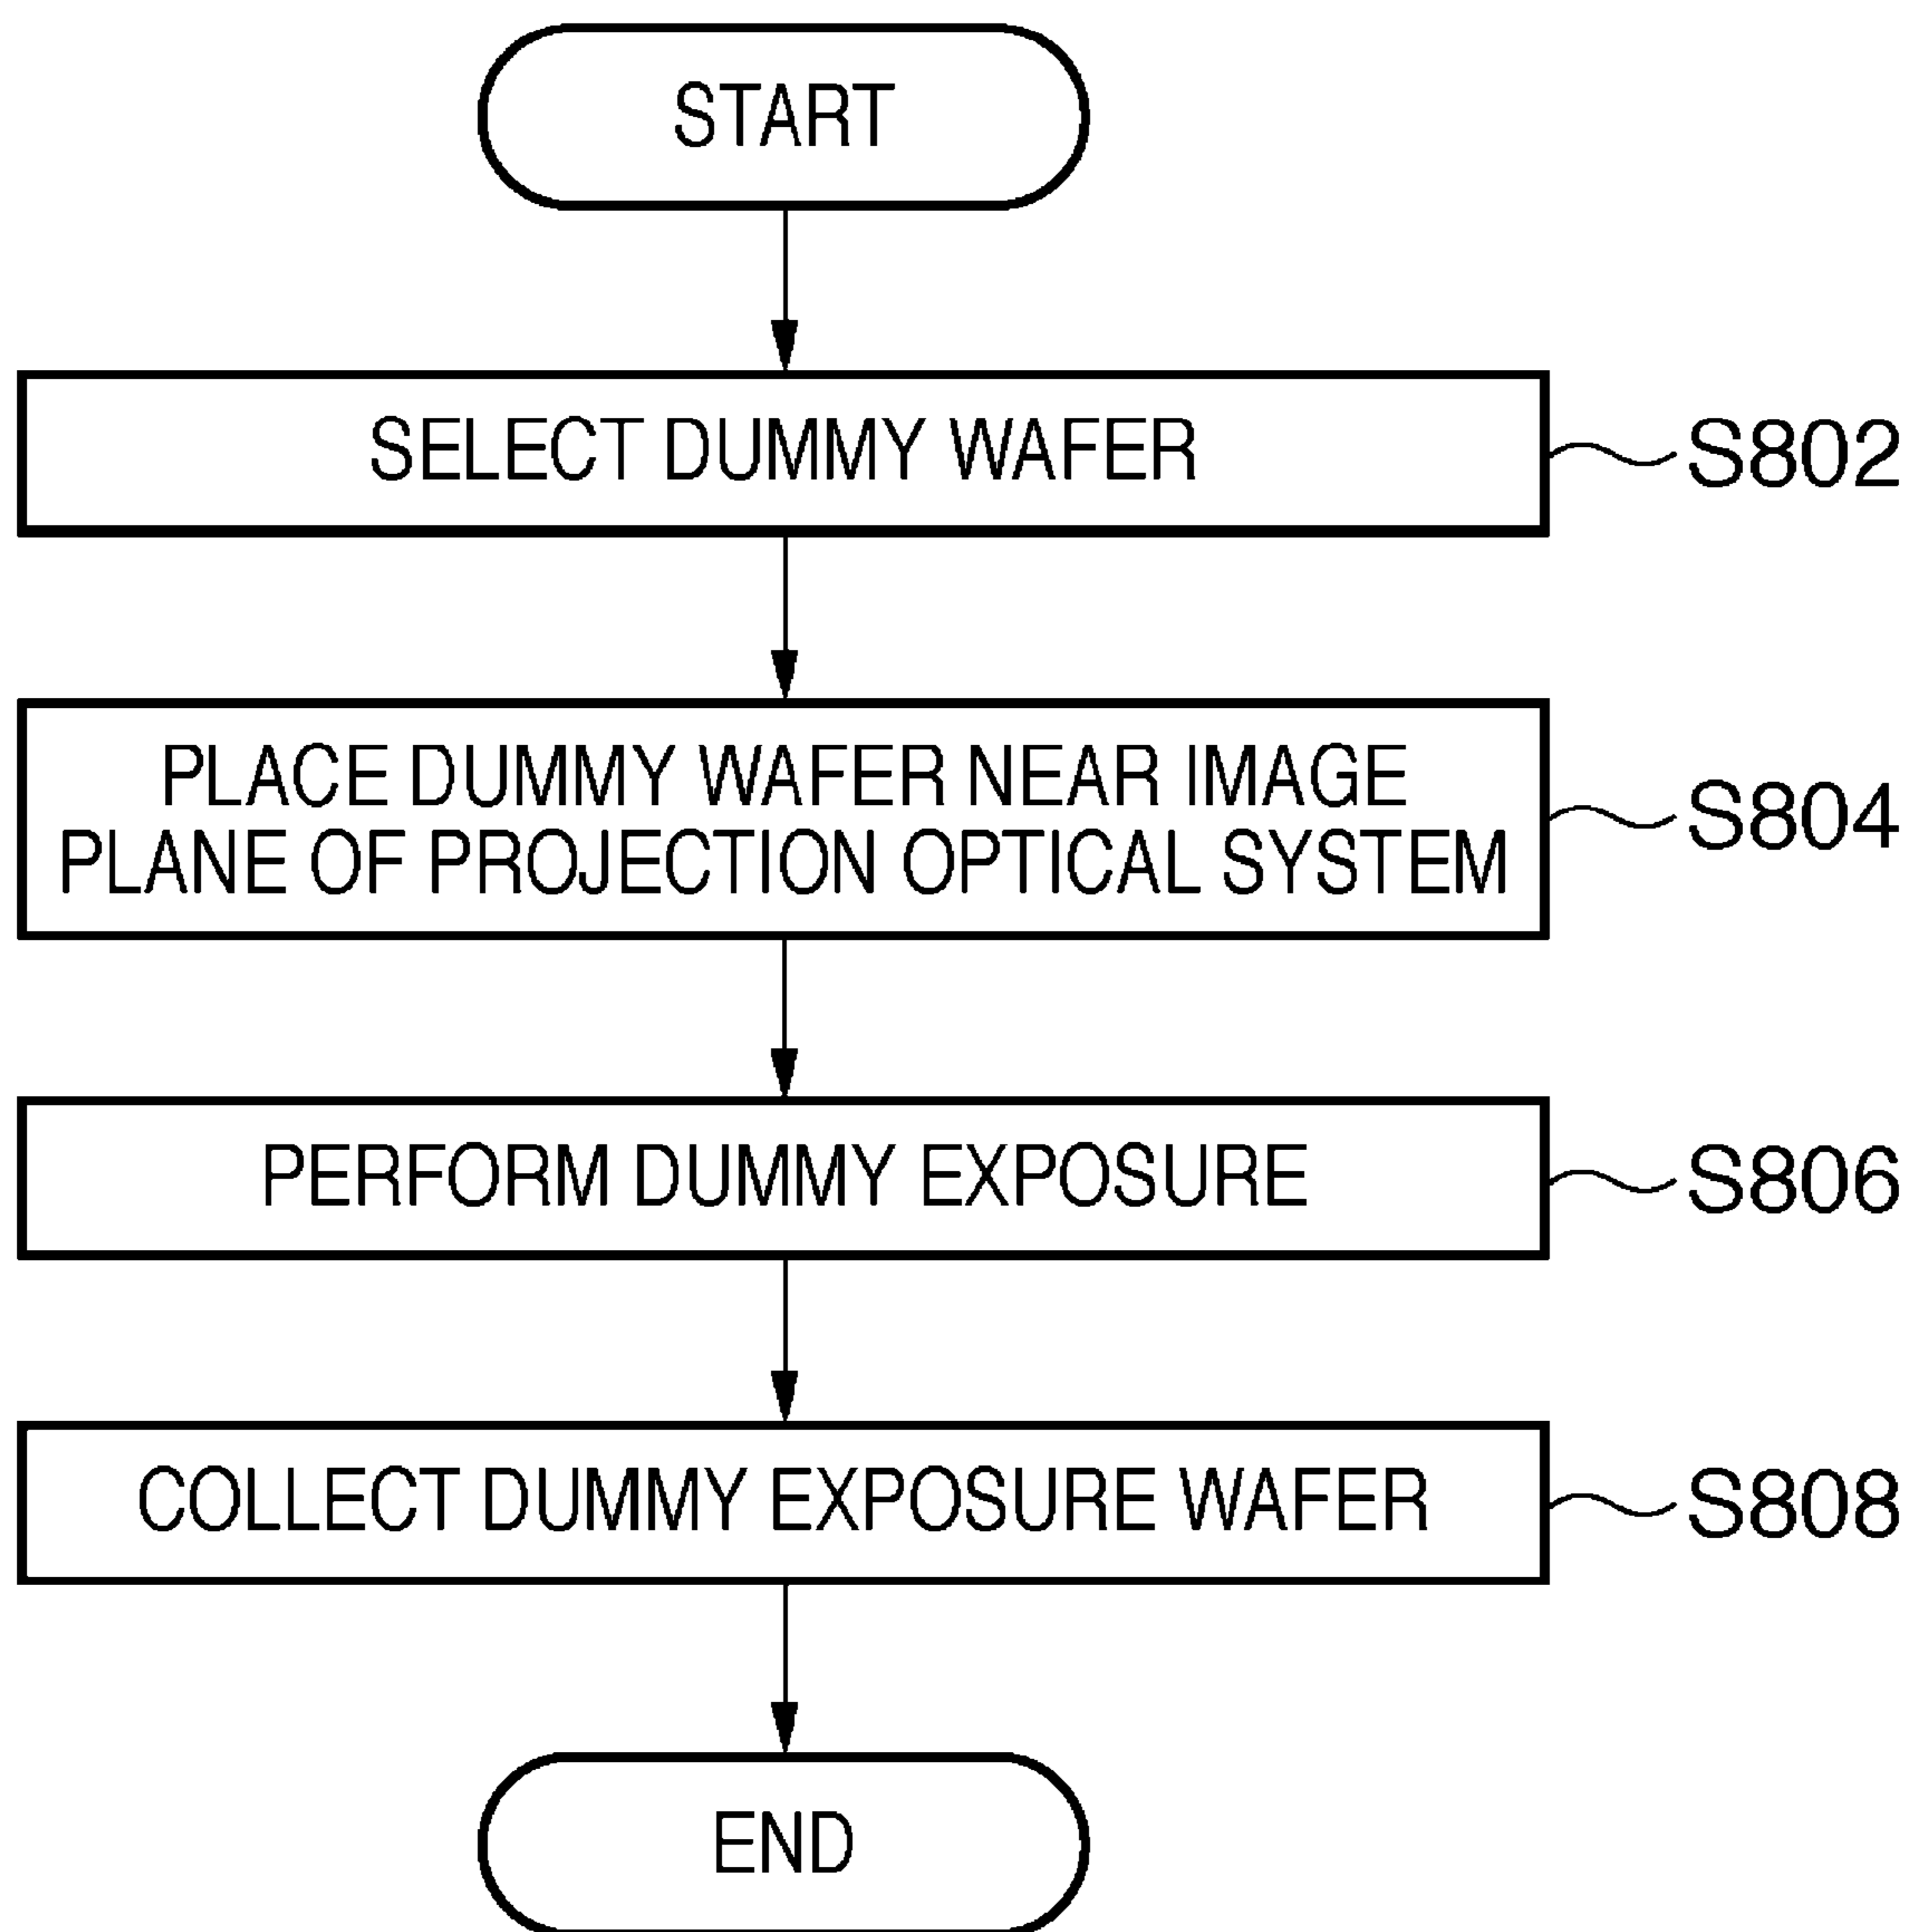 START
SELECT DUMMY WAFER
S802
PLACE DUMMY WAFER NEAR IMAGE
PLANE OF PROJECTION OPTICAL SYSTEM
S804
PERFORM DUMMY EXPOSURE
S806
COLLECT DUMMY EXPOSURE WAFER
S808
END